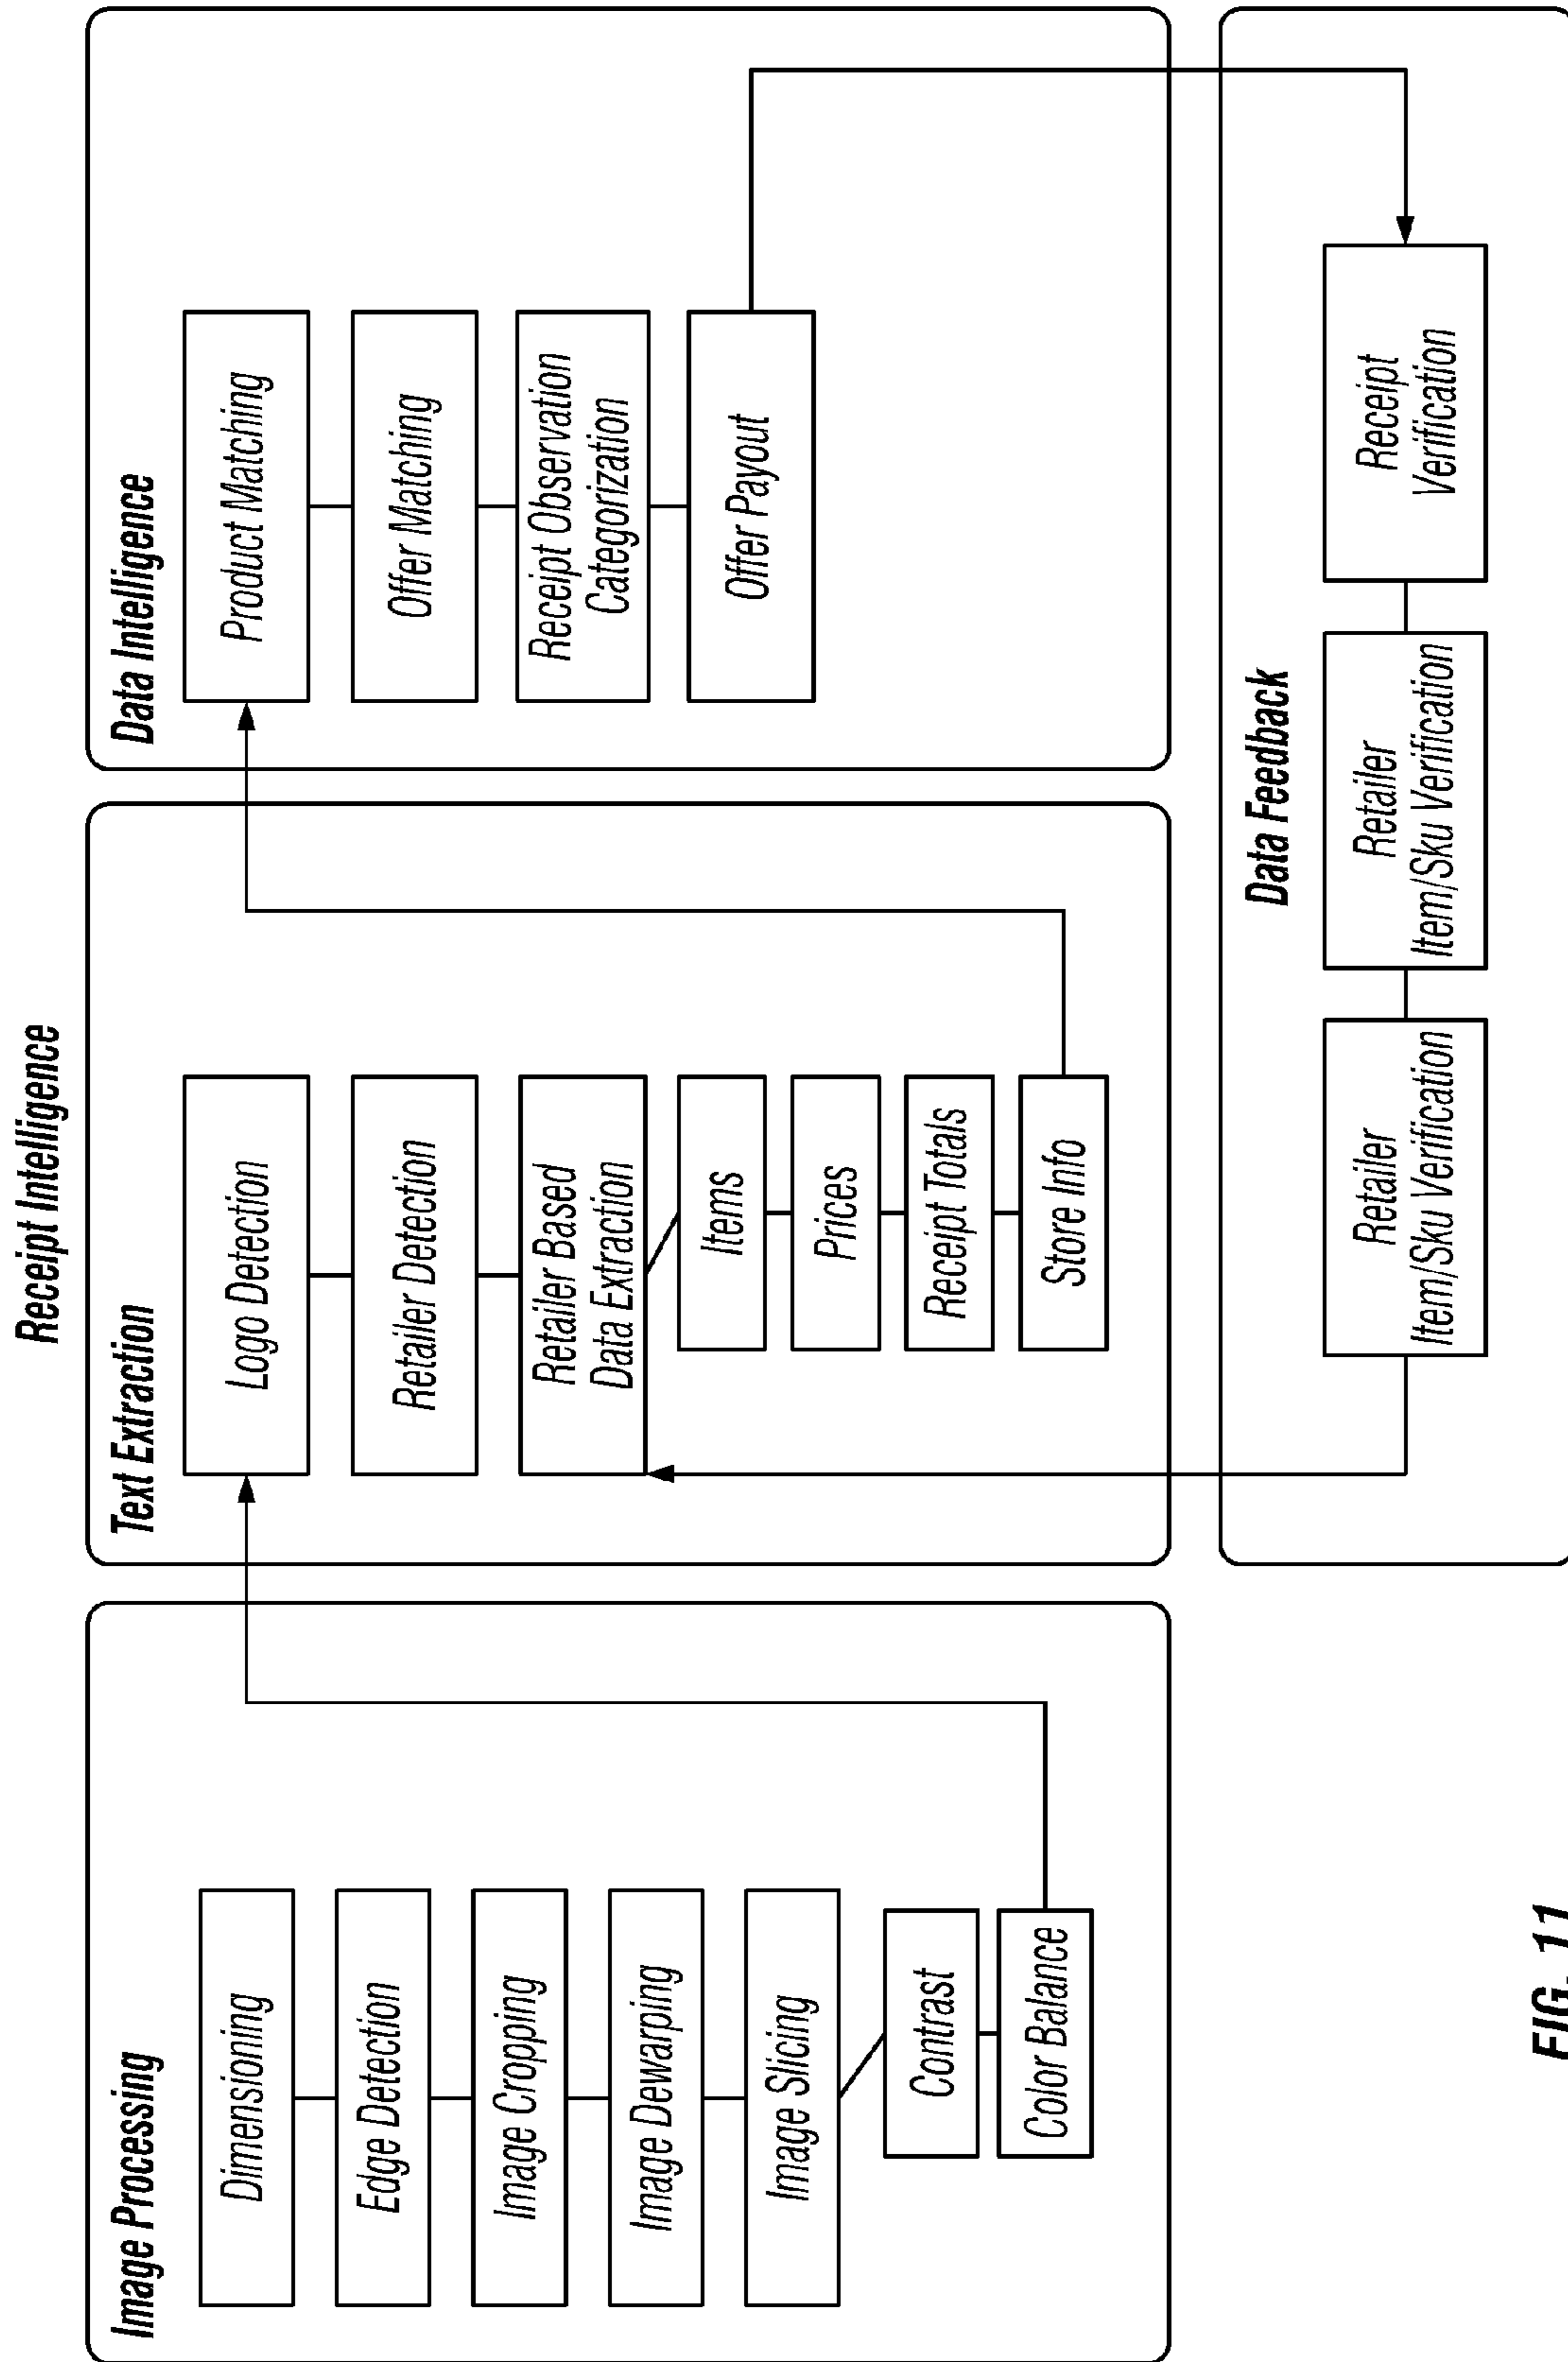 Receipt Intelligence
Image Processing
Dimensioning
Edge Detection
Image Cropping
Image Dewarping
Image Slicing
Contrast
Color Balance
Text Extraction
Logo Detection
Retailer Detection
Retailer Based
Data Extraction
Items
Prices
Receipt Totals
Store Info
Data Intelligence
Product Matching
Offer Matching
Receipt Observation
Categorization
Offer Payout
Data Feedback
Retailer
Item/Sku Verification
Retailer
Item/Sku Verification
Receipt
Verification
FIG. 11